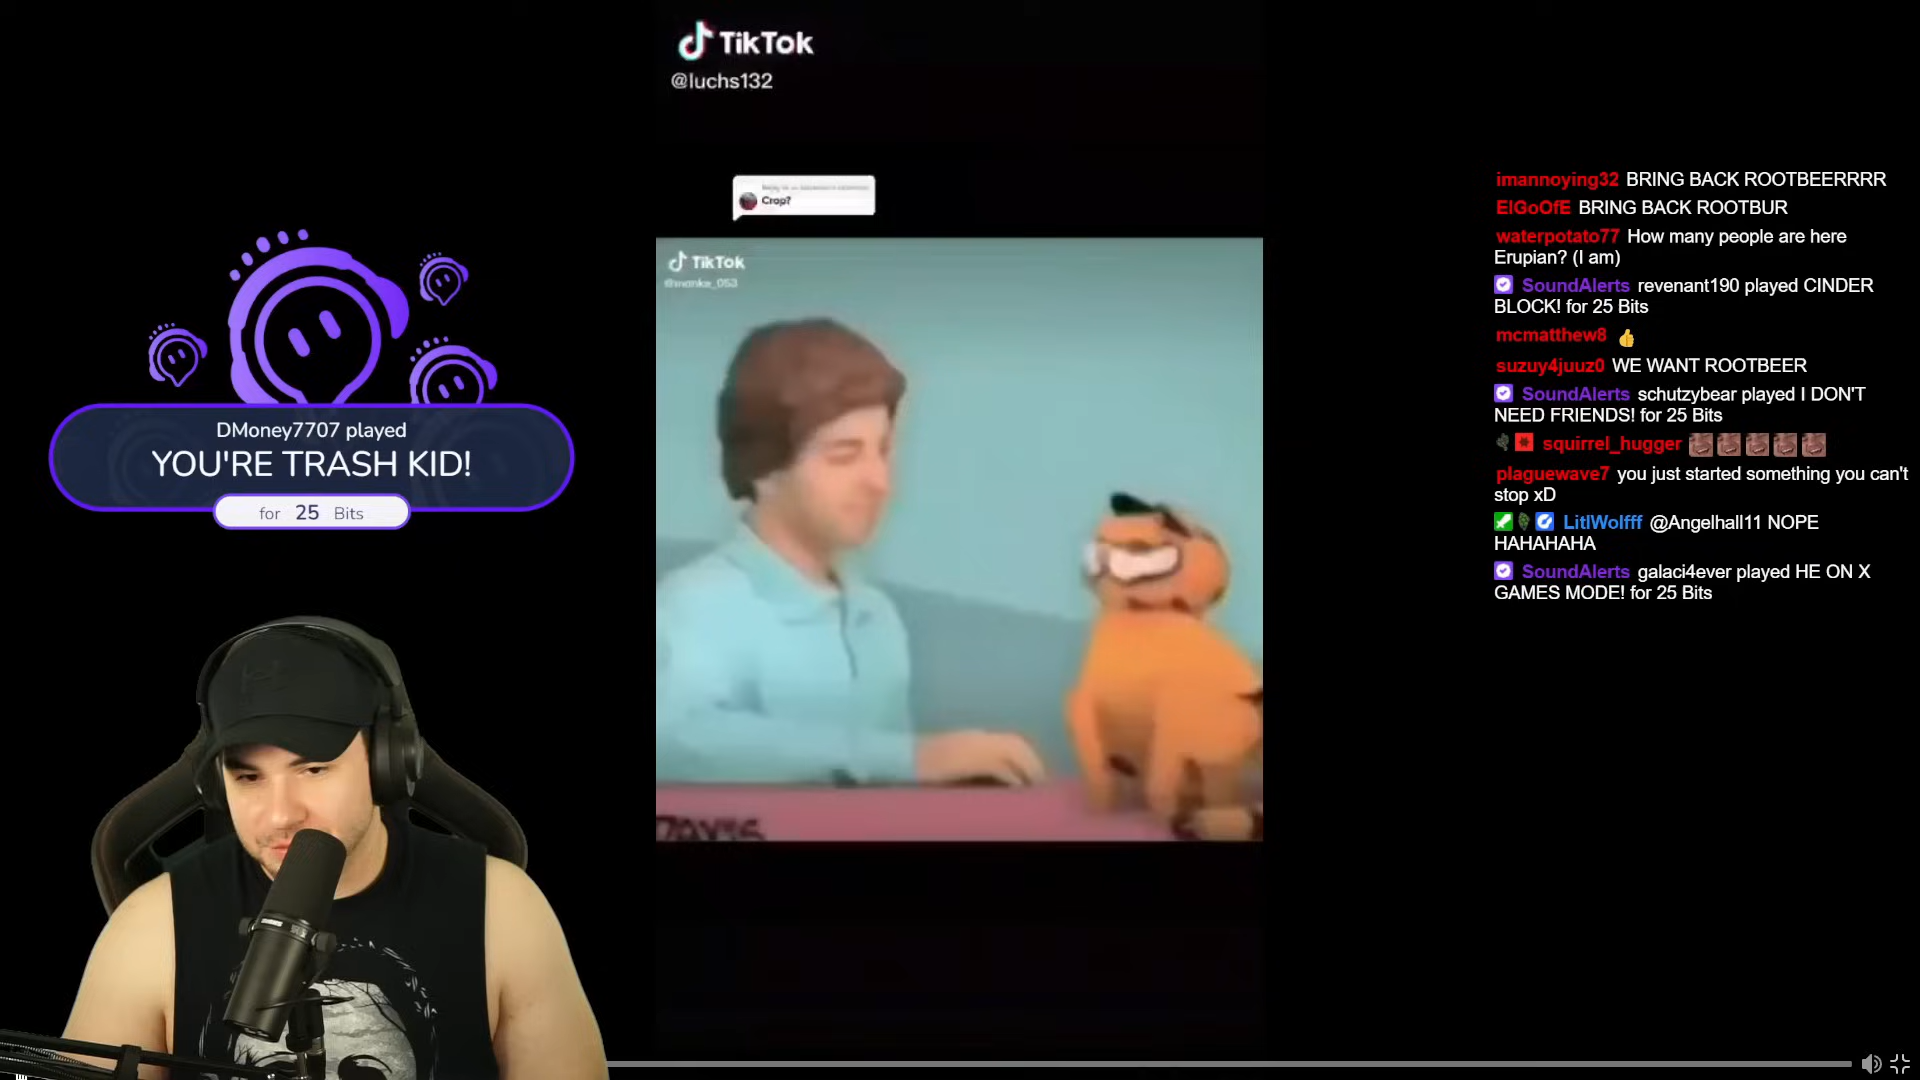 TikTok
@luchs132
Crop?
TikTok
DMoney7707 played
YOU'RE TRASH KID!
for 25 Bits
DAVIS
imannoying32 BRING BACK ROOTBEERRRR
ElGoOfE BRING BACK ROOTBUR
waterpotato77 How many people are here
Erupian? (I am)
SoundAlerts revenant190 played CINDER
BLOCK! for 25 Bits
mcmatthew8
suzuy4juuz0 WE WANT ROOTBEER
SoundAlerts schutzybear played I DON'T
NEED FRIENDS! for 25 Bits
squirrel_hugger
plaguewave7 you just started something you can't
stop xD
LitlWolfff @Angelhall11 NOPE
HAHAHAHA
SoundAlerts galaci4ever played HE ON X
GAMES MODE! for 25 Bits